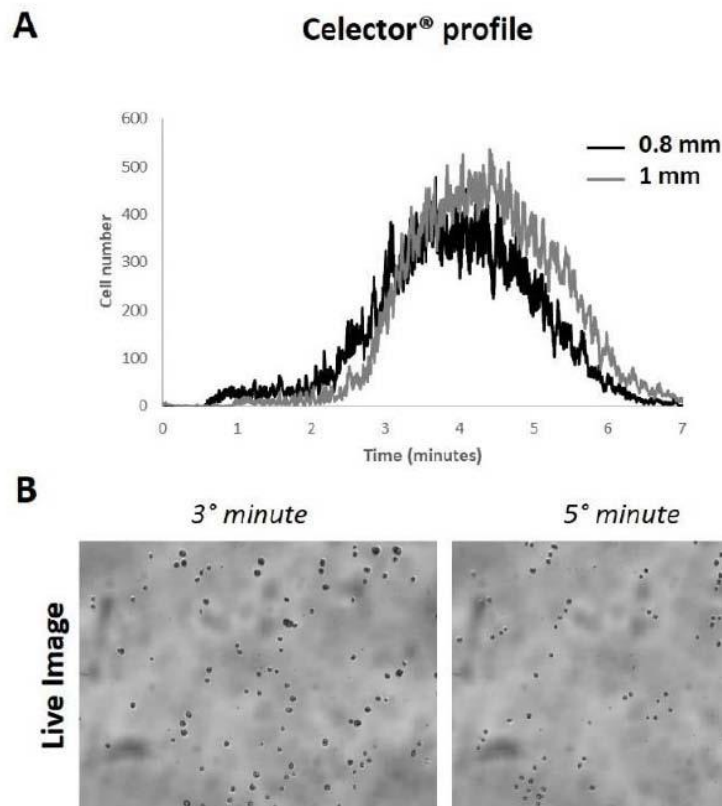 A
Celector® profile
600
500
400
300
200
100
0
Cell number
0 1 2 3 4 5 6 7
Time (minutes)
0.8 mm
1 mm
B
3° minute
5° minute
Live Image